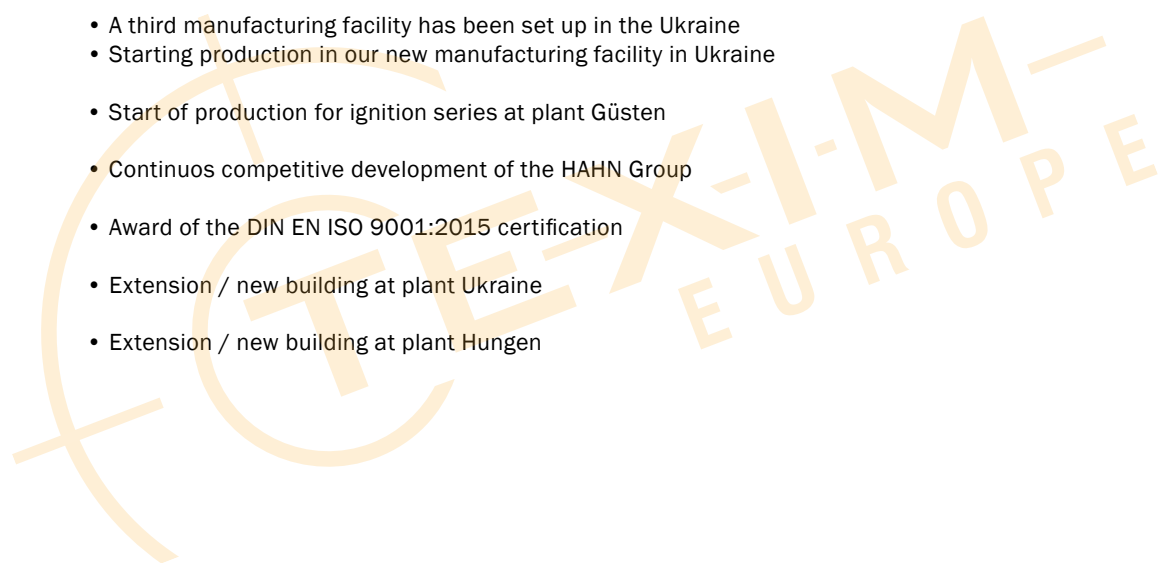 • A third manufacturing facility has been set up in the Ukraine
• Starting production in our new manufacturing facility in Ukraine
• Start of production for ignition series at plant Güsten
• Continuos competitive development of the HAHN Group
• Award of the DIN EN ISO 9001:2015 certification
• Extension / new building at plant Ukraine
• Extension / new building at plant Hungen
TEXIM
EUROPE